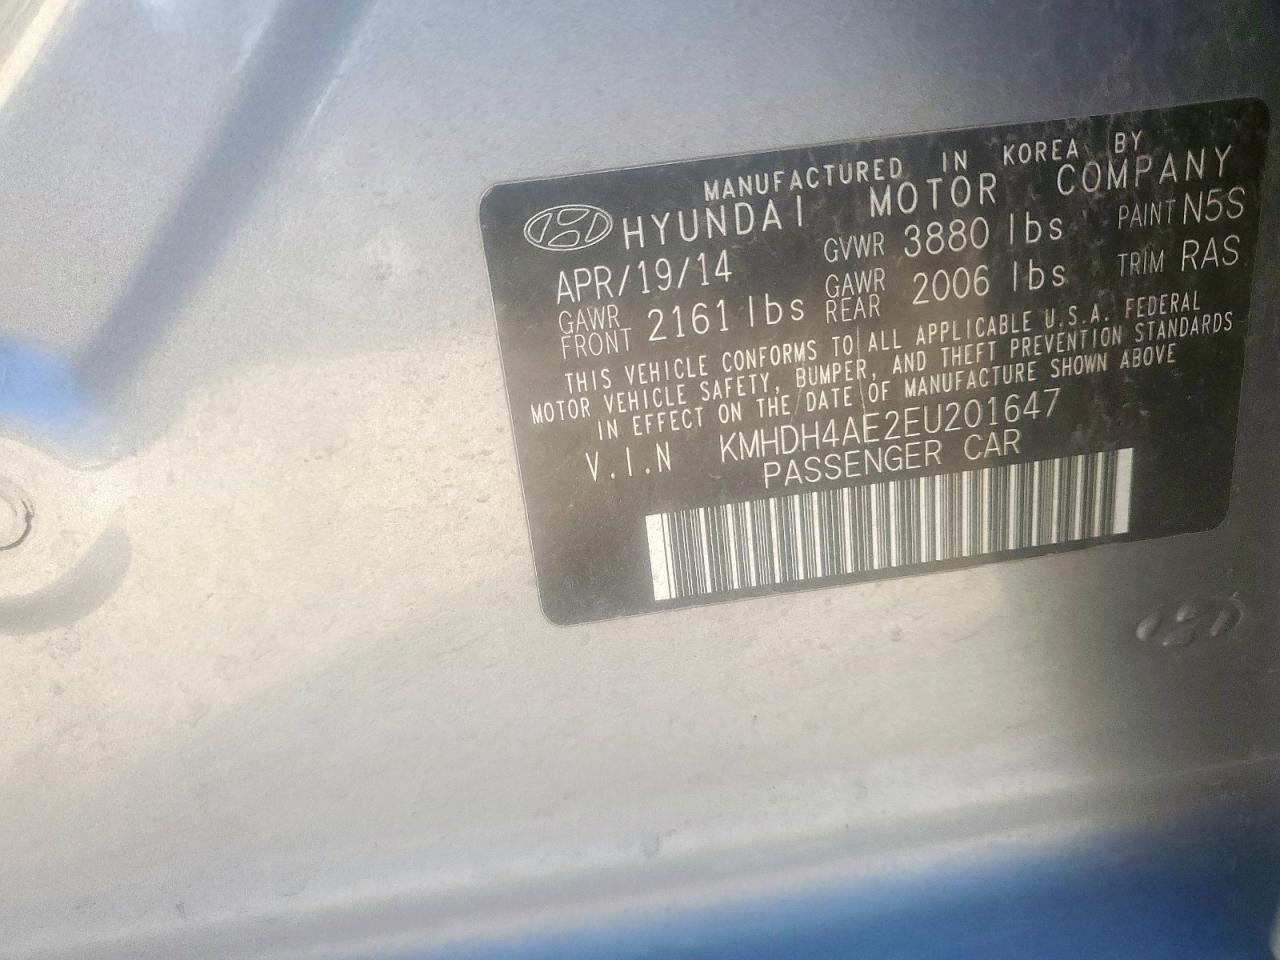 MANUFACTURED IN KOREA BY
HYUNDAI MOTOR COMPANY
APR/19/14 GVWR 3880 lbs PAINT N5S
GAWR FRONT 2161 lbs GAWR REAR 2006 lbs TRIM RAS
THIS VEHICLE CONFORMS TO ALL APPLICABLE U.S.A. FEDERAL
MOTOR VEHICLE SAFETY, BUMPER, AND THEFT PREVENTION STANDARDS
IN EFFECT ON THE DATE OF MANUFACTURE SHOWN ABOVE
V.I.N KMHDH4AE2EU201647
PASSENGER CAR